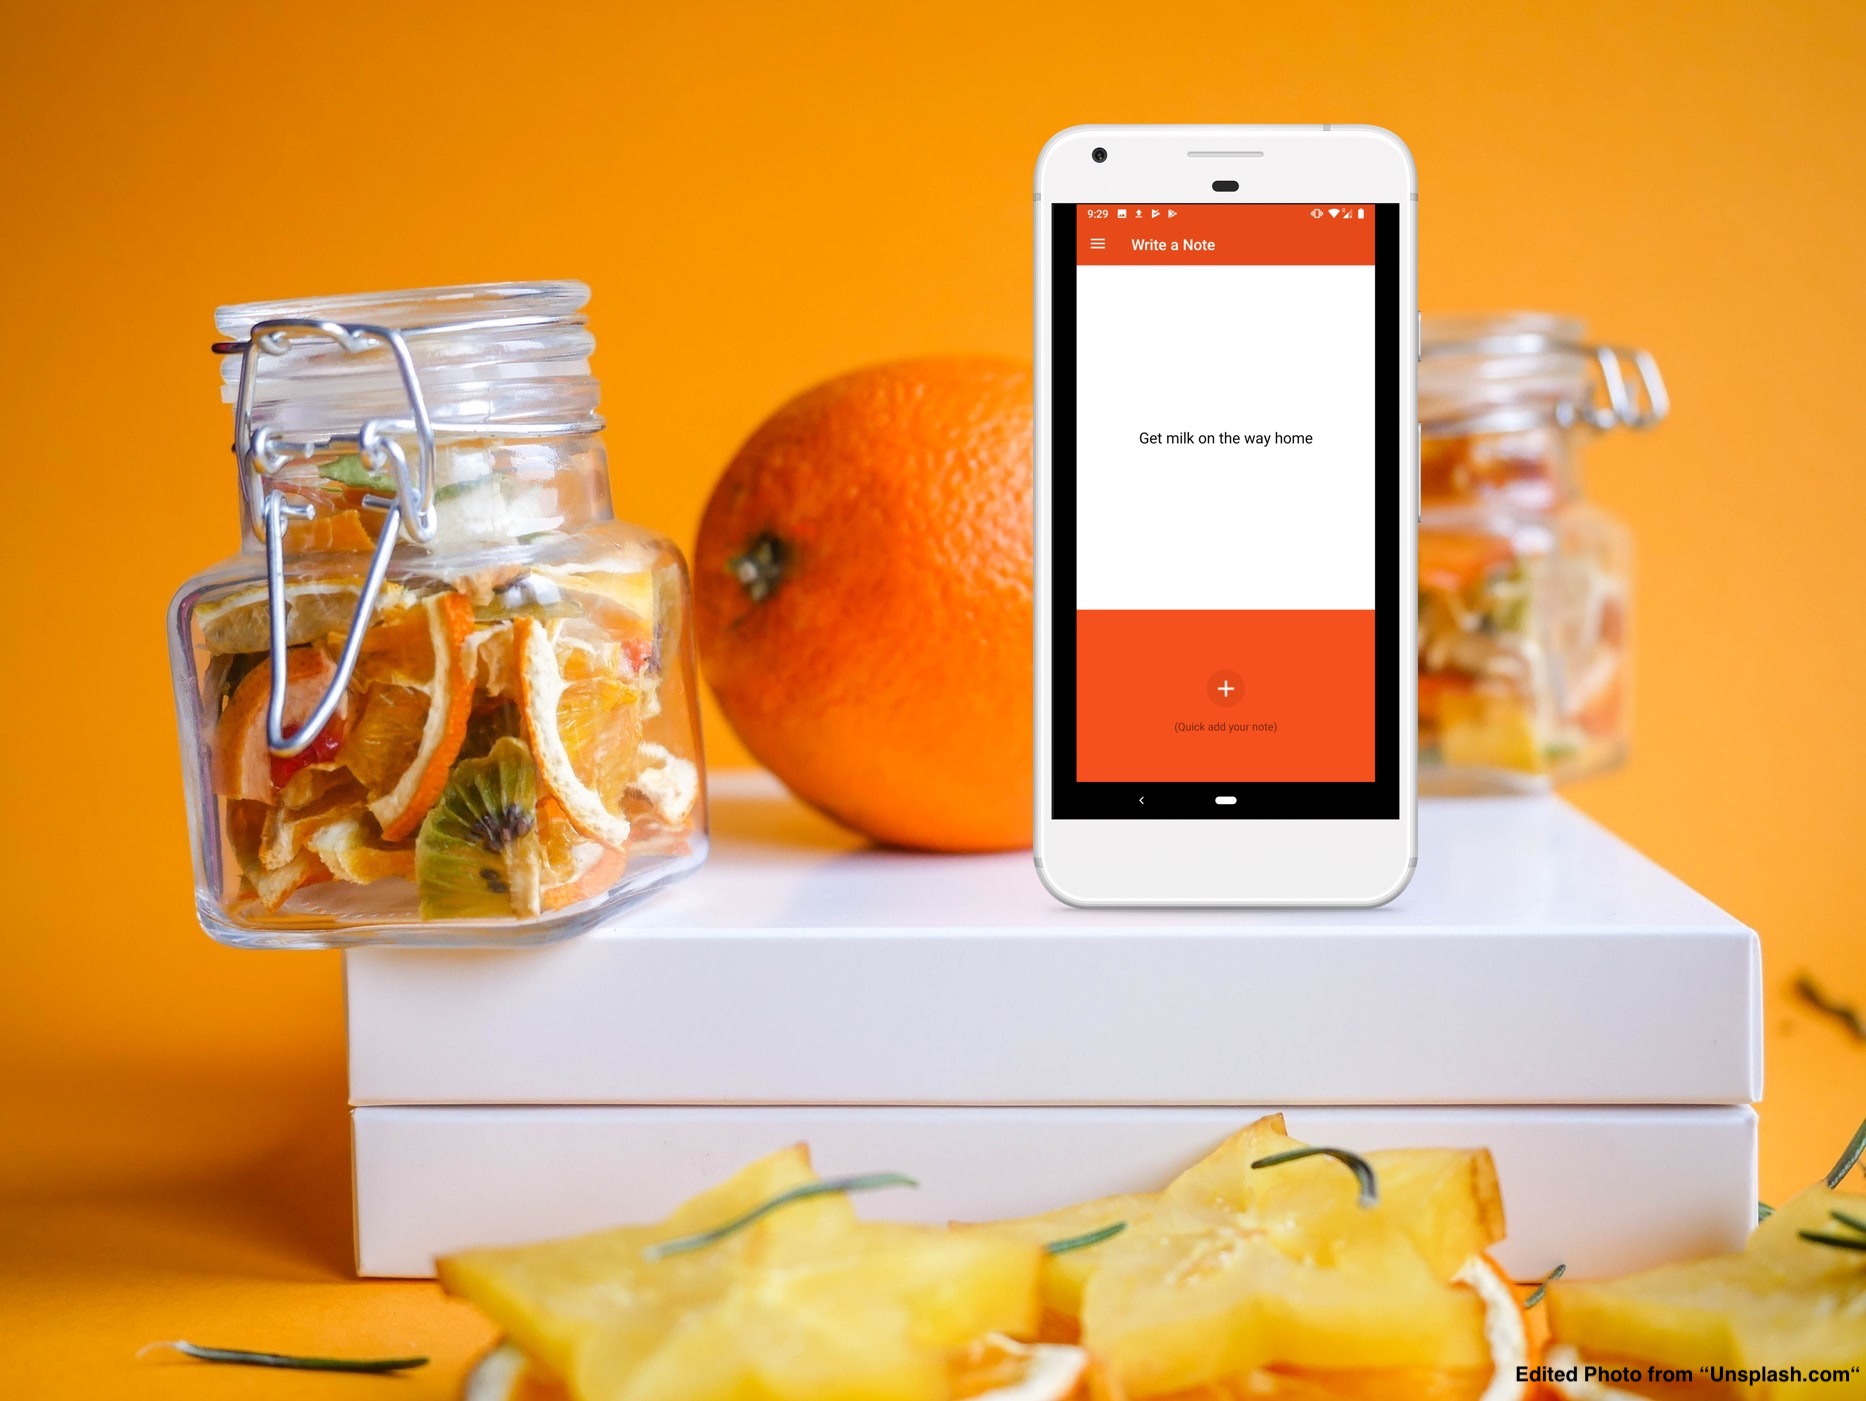 9:29
Write a Note
Get milk on the way home
(Quick add your note)
Edited Photo from “Unsplash.com“